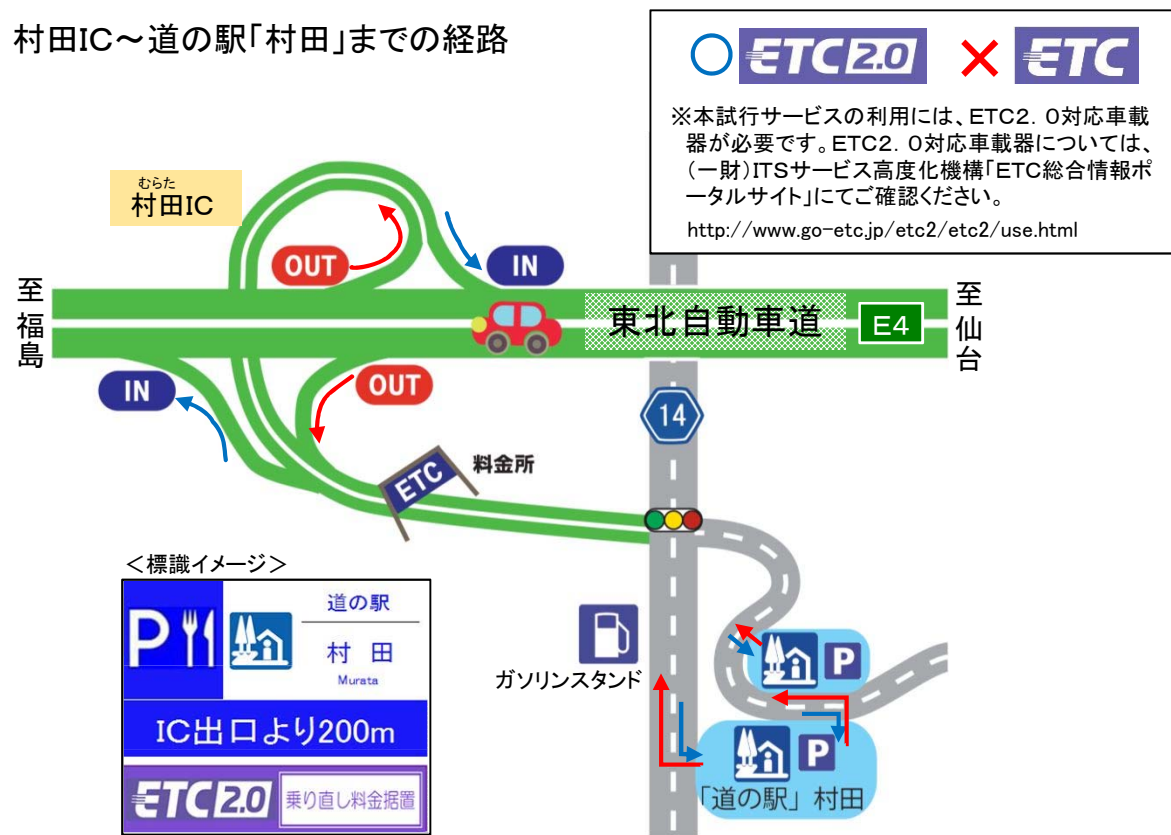 村田IC～道の駅「村田」までの経路
ETC2.0
ETC
※本試行サービスの利用には、ETC2．0対応車載
器が必要です。ETC2．0対応車載器については、
（一財）ITSサービス高度化機構「ETC総合情報ポ
ータルサイト」にてご確認ください。
http://www.go-etc.jp/etc2/etc2/use.html
むらた
村田IC
OUT
IN
至福島
東北自動車道
E4
至仙台
IN
OUT
14
ETC
料金所
＜標識イメージ＞
P
道の駅
村田
Murata
IC出口より200m
ETC2.0
乗り直し料金据置
ガソリンスタンド
P
P
「道の駅」村田